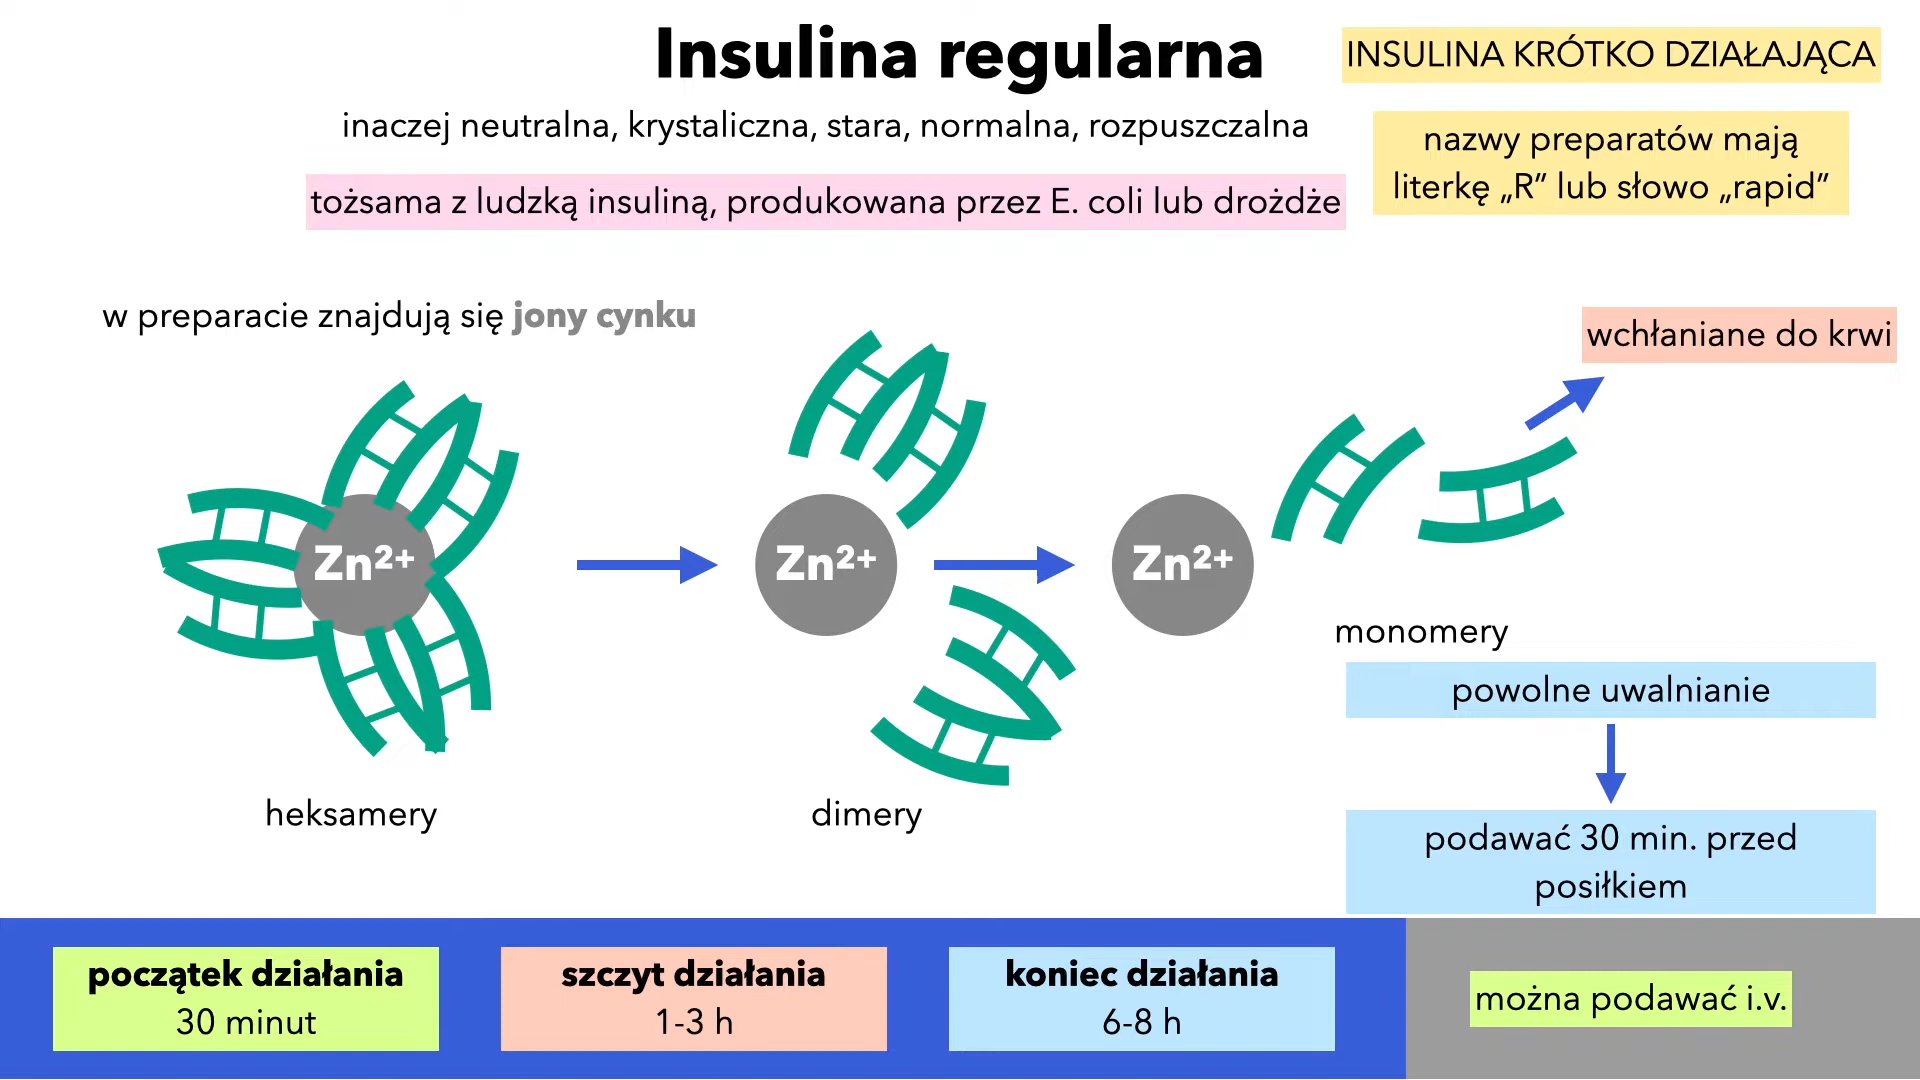 Insulina regularna
INSULINA KRÓTKO DZIAŁAJĄCA
inaczej neutralna, krystaliczna, stara, normalna, rozpuszczalna
nazwy preparatów mają
literkę „R” lub słowo „rapid”
tożsama z ludzką insuliną, produkowana przez E. coli lub drożdże
w preparacie znajdują się jony cynku
wchłaniane do krwi
Zn²⁺
Zn²⁺
Zn²⁺
heksamery
dimery
monomery
powolne uwalnianie
podawać 30 min. przed
posiłkiem
początek działania
30 minut
szczyt działania
1-3 h
koniec działania
6-8 h
można podawać i.v.